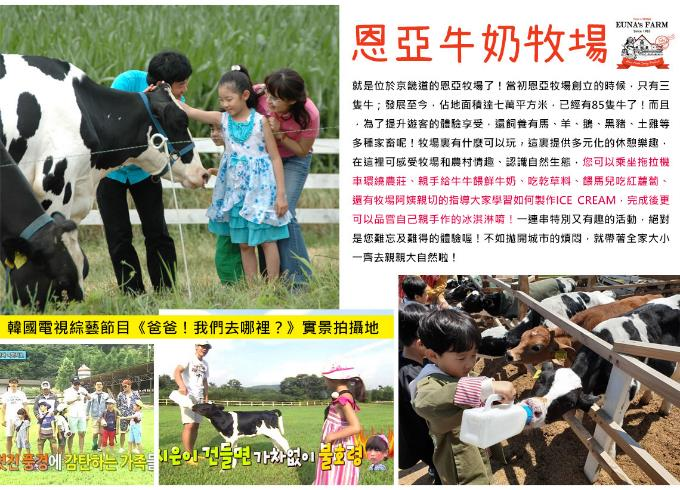 恩亞牛奶牧場
EUNA's FARM
就是位於京畿道的恩亞牧場了！當初恩亞牧場創立的時候，只有三
隻牛；發展至今，佔地面積達七萬平方米，已經有85隻牛了！而且
，為了提升遊客的體驗享受，還飼養有馬、羊、鵝、黑豬、土雞等
多種家畜呢！牧場裏有什麼可以玩，這裏提供多元化的休憩樂趣，
在這裡可感受牧場和農村情趣、認識自然生態，您可以乘坐拖拉機
車環繞農莊、親手給牛牛餵鮮牛奶、吃乾草料、餵馬兒吃紅蘿蔔、
還有牧場阿姨親切的指導大家學習如何製作ICE CREAM，完成後更
可以品嘗自己親手作的冰淇淋唷！一連串特別又有趣的活動，絕對
是您難忘及難得的體驗喔！不如拋開城市的煩悶，就帶著全家大小
一齊去親親大自然啦！
韓國電視綜藝節目《爸爸！我們去哪裡？》實景拍攝地
멋진 풍경에 감탄하는 가족들
시은이 건들면 가차없이 불호령